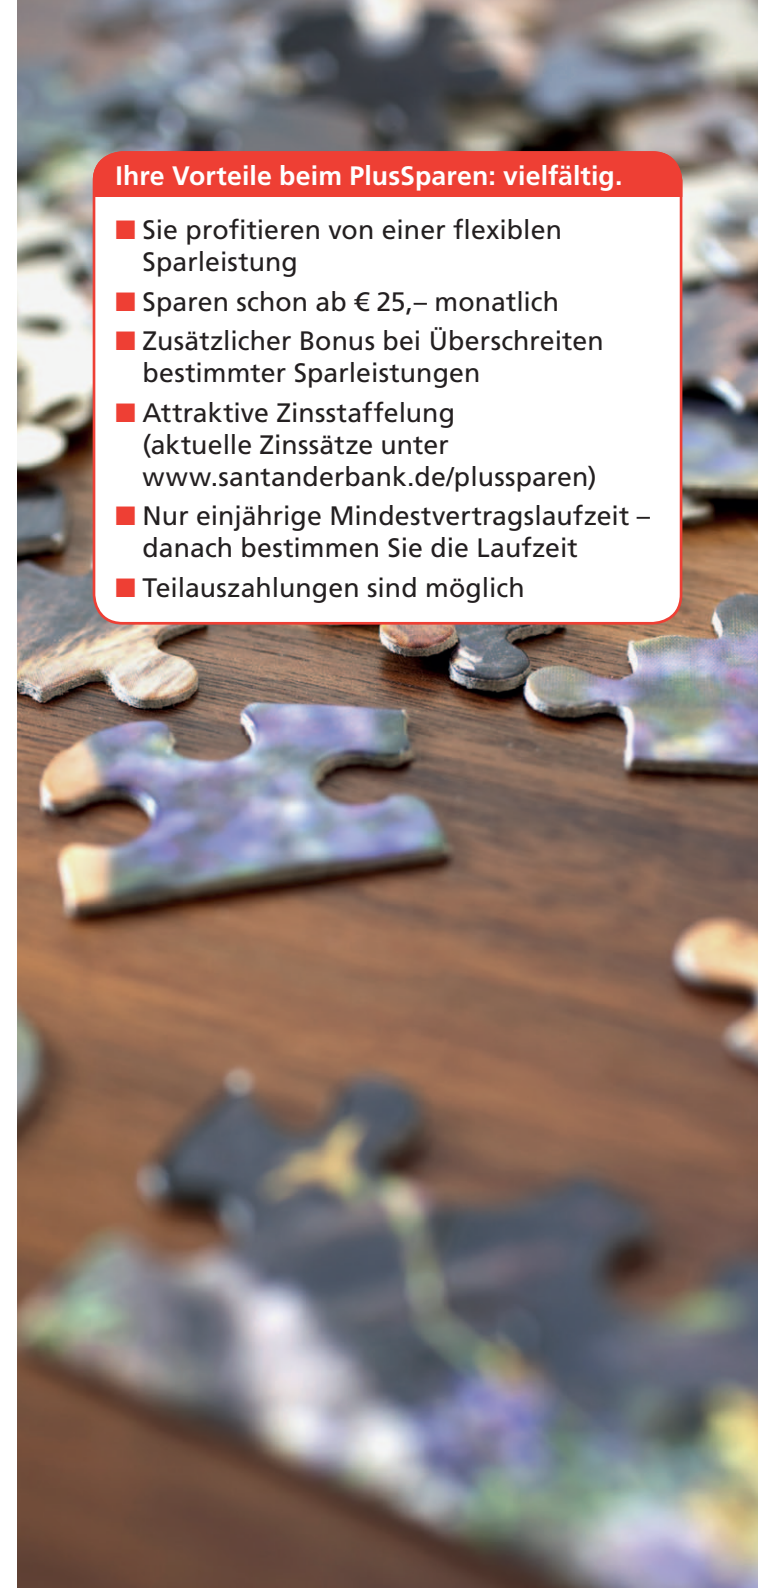 Ihre Vorteile beim PlusSparen: vielfältig.
■ Sie profitieren von einer flexiblen
Sparleistung
■ Sparen schon ab € 25,– monatlich
■ Zusätzlicher Bonus bei Überschreiten
bestimmter Sparleistungen
■ Attraktive Zinsstaffelung
(aktuelle Zinssätze unter
www.santanderbank.de/plussparen)
■ Nur einjährige Mindestvertragslaufzeit –
danach bestimmen Sie die Laufzeit
■ Teilauszahlungen sind möglich